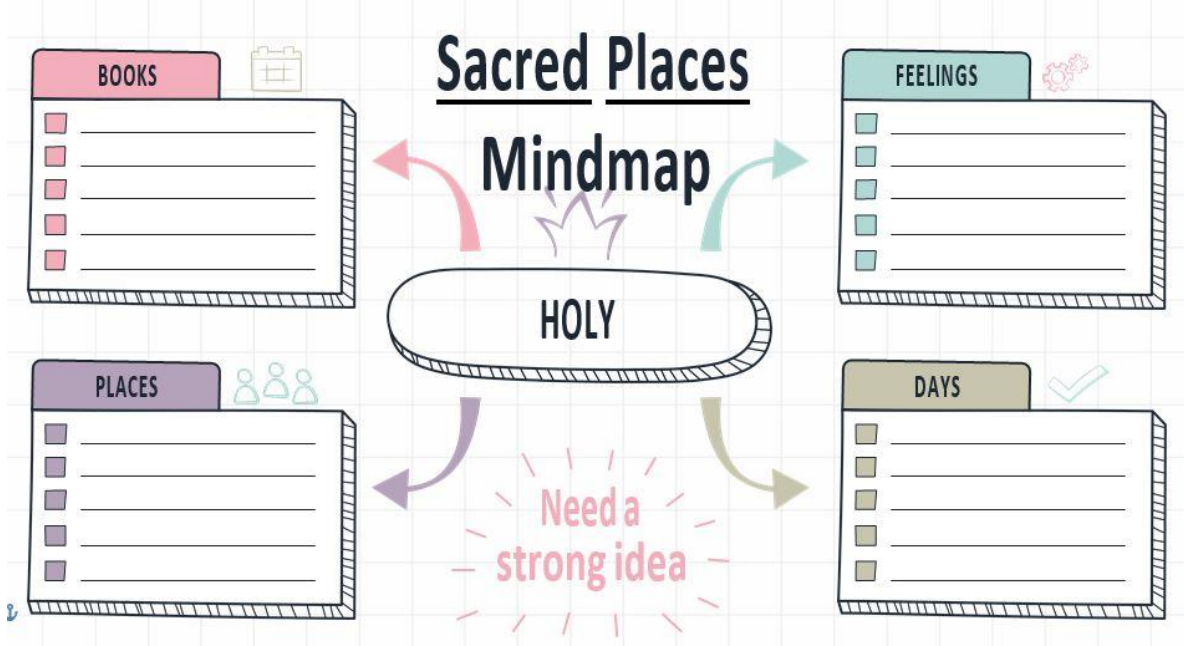 Sacred Places
Mindmap
BOOKS
FEELINGS
HOLY
PLACES
DAYS
Need a
strong idea